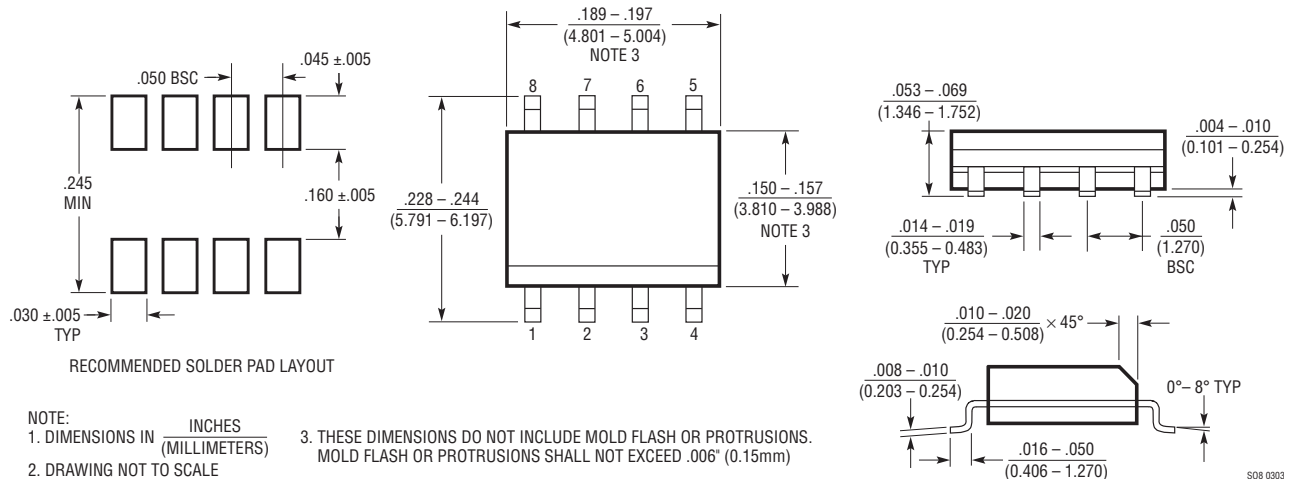 .050 BSC
.045 ±.005
.245
MIN
.160 ±.005
.030 ±.005
TYP
RECOMMENDED SOLDER PAD LAYOUT
.189 – .197
(4.801 – 5.004)
NOTE 3
8
7
6
5
.228 – .244
(5.791 – 6.197)
.150 – .157
(3.810 – 3.988)
NOTE 3
1
2
3
4
.053 – .069
(1.346 – 1.752)
.004 – .010
(0.101 – 0.254)
.014 – .019
(0.355 – 0.483)
TYP
.050
(1.270)
BSC
.010 – .020
(0.254 – 0.508)
× 45°
.008 – .010
(0.203 – 0.254)
0°– 8° TYP
.016 – .050
(0.406 – 1.270)
NOTE:
1. DIMENSIONS IN
INCHES
(MILLIMETERS)
2. DRAWING NOT TO SCALE
3. THESE DIMENSIONS DO NOT INCLUDE MOLD FLASH OR PROTRUSIONS.
MOLD FLASH OR PROTRUSIONS SHALL NOT EXCEED .006" (0.15mm)
SO8 0303